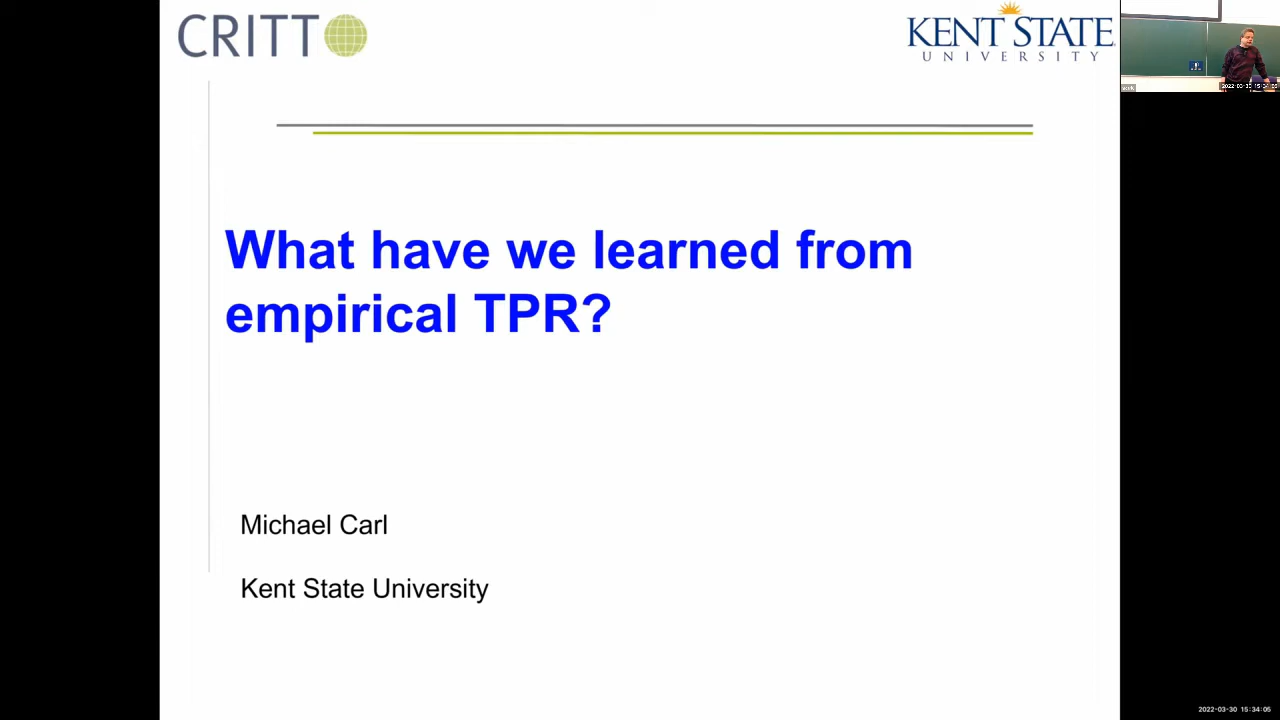 CRITT
KENT STATE
UNIVERSITY
What have we learned from
empirical TPR?
Michael Carl
Kent State University
2022-03-30 15:34:05